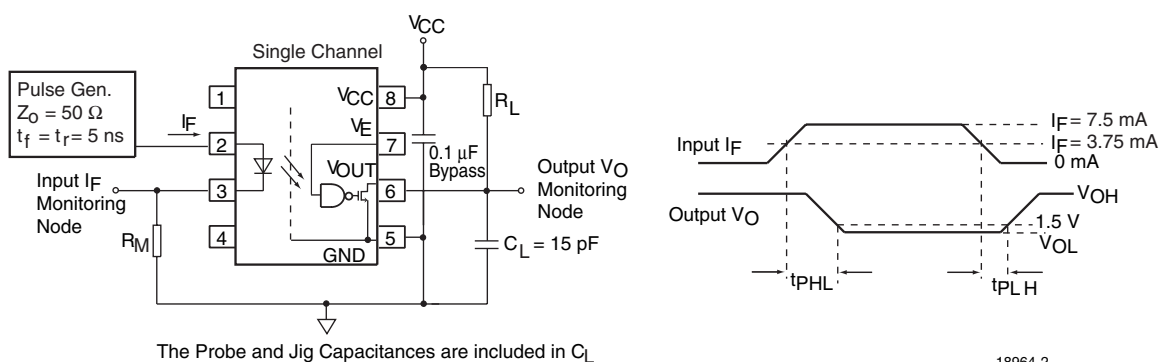 VCC
Single Channel
Pulse Gen.
ZO = 50 Ω
tf = tr = 5 ns
IF
1
2
3
4
VCC
8
VE
7
VOUT
6
5
GND
RL
0.1 μF
Bypass
Output VO
Monitoring
Node
Input IF
Monitoring
Node
RM
CL = 15 pF
The Probe and Jig Capacitances are included in CL
Input IF
IF = 7.5 mA
IF = 3.75 mA
0 mA
Output VO
VOH
1.5 V
VOL
tPHL
tPLH
18964-2